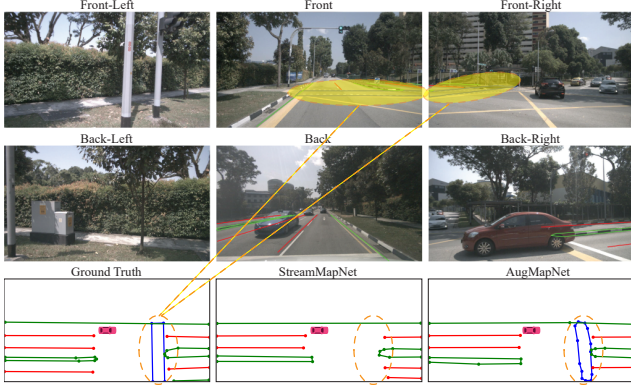 Front-Left Front Front-Right
Back-Left Back Back-Right
Ground Truth StreamMapNet AugMapNet